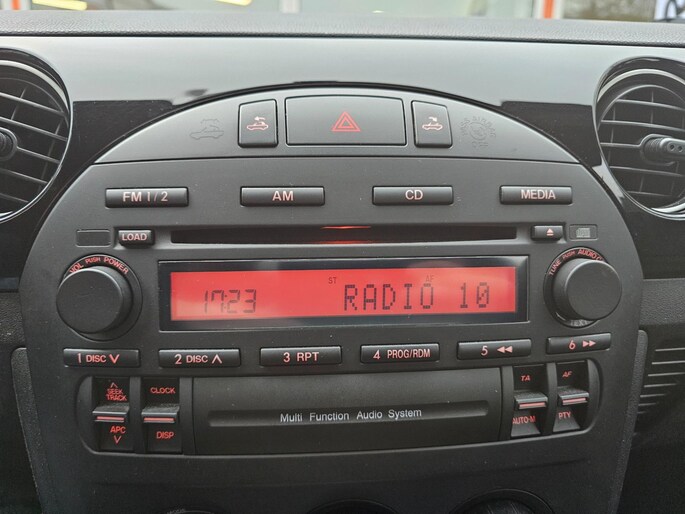 FM 1/2 AM CD MEDIA
LOAD
VOL PUSH POWER
TUNE PUSH AUDIO
ST AF
17:23 RADIO 10
1 DISC ∨ 2 DISC ∧ 3 RPT 4 PROG/RDM 5 ◀◀ 6 ▶▶
∧ SEEK TRACK CLOCK TA AF
APC ∨ DISP AUTO-M PTY
Multi Function Audio System